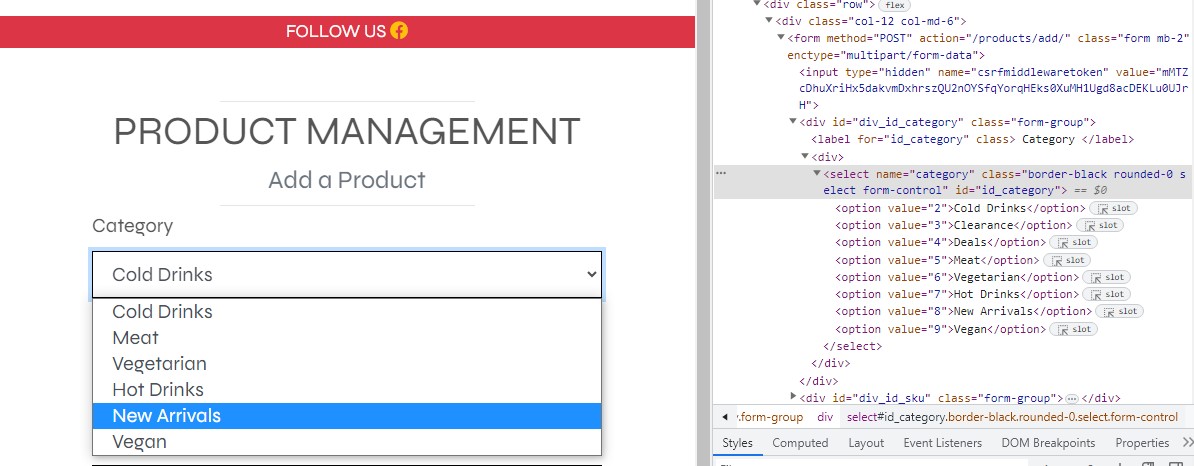 FOLLOW US
PRODUCT MANAGEMENT
Add a Product
Category
Cold Drinks
Cold Drinks
Meat
Vegetarian
Hot Drinks
New Arrivals
Vegan
<div class="row"> flex
<div class="col-12 col-md-6">
<form method="POST" action="/products/add/" class="form mb-2"
enctype="multipart/form-data">
<input type="hidden" name="csrfmiddlewaretoken" value="mMTZ
cDhuXriHx5dakvmDxhrszQU2nOYSfqYorqHEks0XuMH1Ugd8acDEKLu0UJr
H">
<div id="div_id_category" class="form-group">
<label for="id_category" class> Category </label>
<div>
<select name="category" class="border-black rounded-0 s
elect form-control" id="id_category"> == $0
<option value="2">Cold Drinks</option> slot
<option value="3">Clearance</option> slot
<option value="4">Deals</option> slot
<option value="5">Meat</option> slot
<option value="6">Vegetarian</option> slot
<option value="7">Hot Drinks</option> slot
<option value="8">New Arrivals</option> slot
<option value="9">Vegan</option> slot
</select>
</div>
</div>
<div id="div_id_sku" class="form-group"> … </div>
.form-group div select#id_category.border-black.rounded-0.select.form-control
Styles Computed Layout Event Listeners DOM Breakpoints Properties